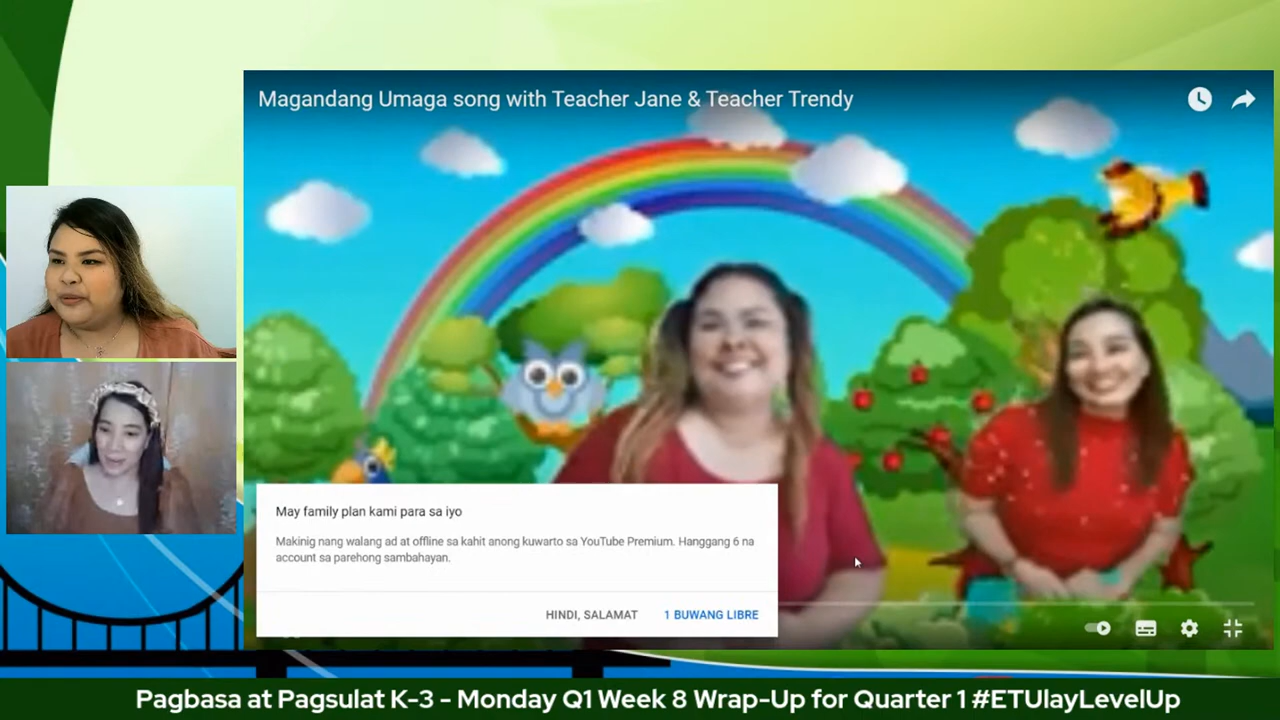 Magandang Umaga song with Teacher Jane & Teacher Trendy
May family plan kami para sa iyo
Makinig nang walang ad at offline sa kahit anong kuwarto sa YouTube Premium. Hanggang 6 na
account sa parehong sambahayan.
HINDI, SALAMAT
1 BUWANG LIBRE
Pagbasa at Pagsulat K-3 - Monday Q1 Week 8 Wrap-Up for Quarter 1 #ETUlayLevelUp